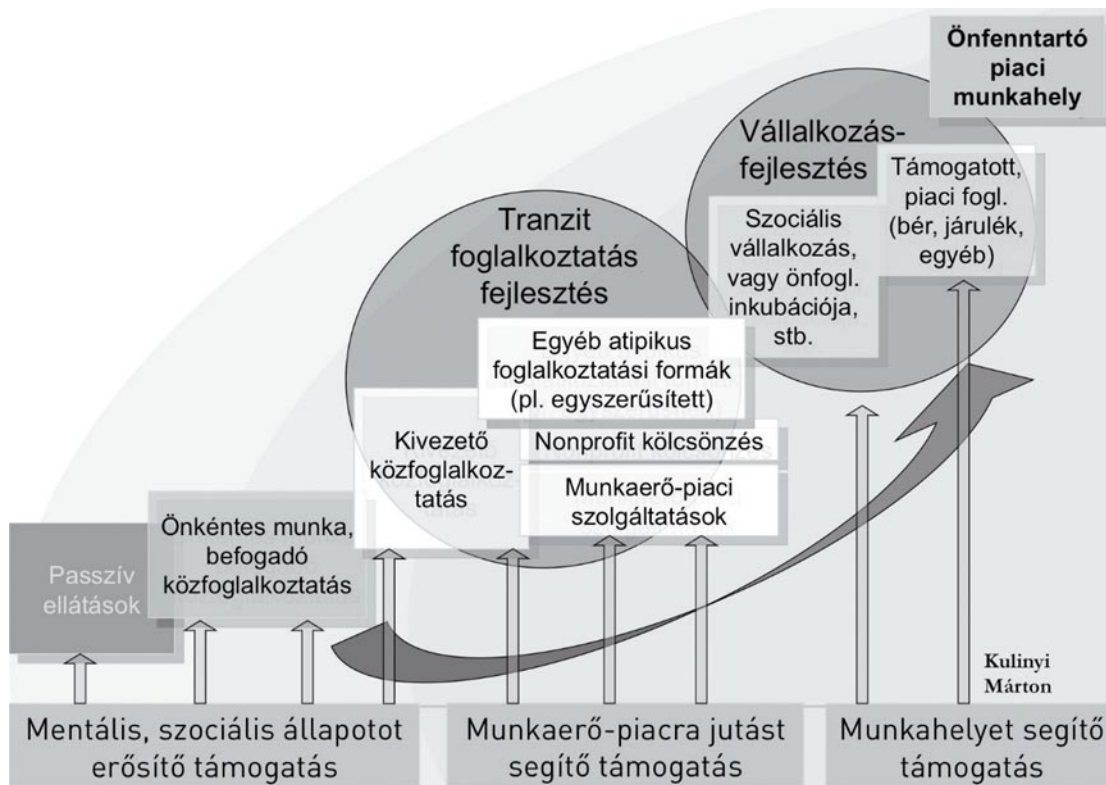 Önfenntartó
piaci
munkahely
Vállalkozás-
fejlesztés
Támogatott,
piaci fogl.
(bér, járulék,
egyéb)
Szociális
vállalkozás,
vagy önfogl.
inkubációja,
stb.
Tranzit
foglalkoztatás
fejlesztés
Egyéb atipikus
foglalkoztatási formák
(pl. egyszerűsített)
Nonprofit kölcsönzés
Munkaerő-piaci
szolgáltatások
Kivezető
közfoglalkoz-
tatás
Önkéntes munka,
befogadó
közfoglalkoztatás
Passzív
ellátások
Kulinyi
Márton
Mentális, szociális állapotot
erősítő támogatás
Munkaerő-piacra jutást
segítő támogatás
Munkahelyet segítő
támogatás